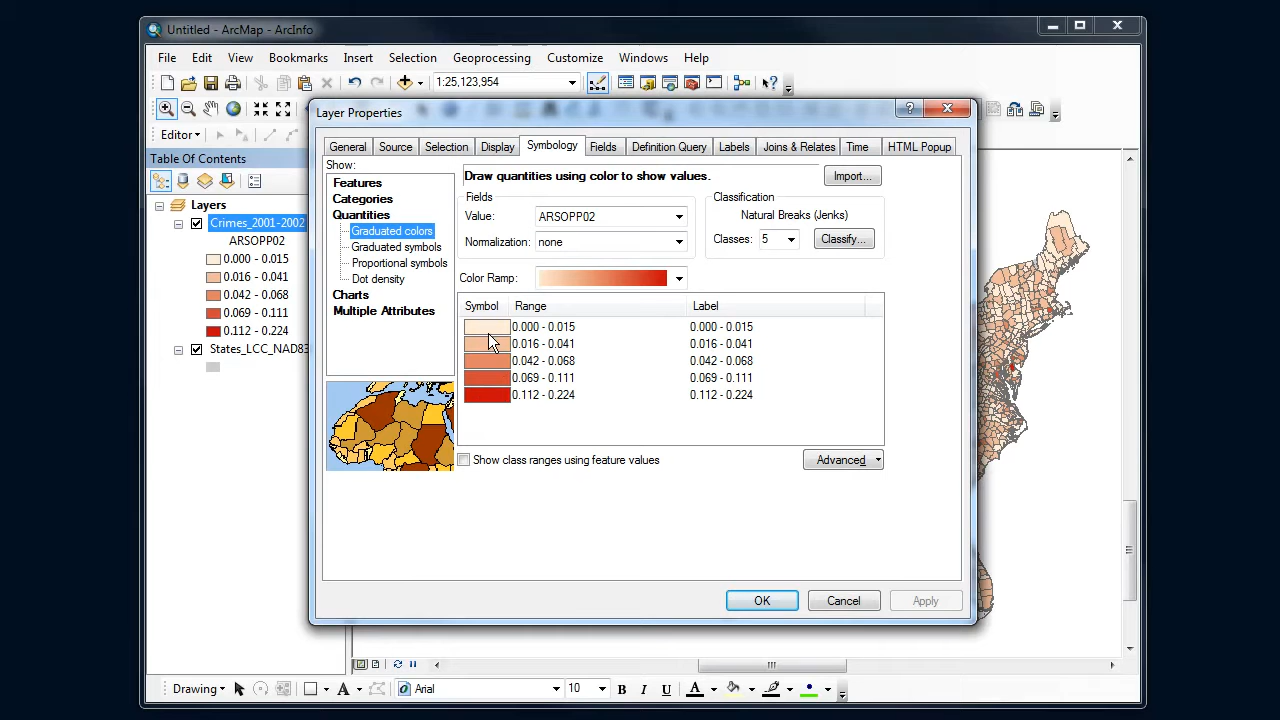 Untitled - ArcMap - ArcInfo
File Edit View Bookmarks Insert Selection Geoprocessing Customize Windows Help
1:25,123,954
Layer Properties
Editor
General Source Selection Display Symbology Fields Definition Query Labels Joins & Relates Time HTML Popup
Table Of Contents
Layers
Crimes_2001-2002
ARSOPP02
0.000 - 0.015
0.016 - 0.041
0.042 - 0.068
0.069 - 0.111
0.112 - 0.224
States_LCC_NAD83
Show:
Features
Categories
Quantities
Graduated colors
Graduated symbols
Proportional symbols
Dot density
Charts
Multiple Attributes
Draw quantities using color to show values.
Import...
Fields
Value: ARSOPP02
Normalization: none
Classification
Natural Breaks (Jenks)
Classes: 5 Classify...
Color Ramp:
Symbol Range Label
0.000 - 0.015 0.000 - 0.015
0.016 - 0.041 0.016 - 0.041
0.042 - 0.068 0.042 - 0.068
0.069 - 0.111 0.069 - 0.111
0.112 - 0.224 0.112 - 0.224
Show class ranges using feature values
Advanced
OK Cancel Apply
Drawing A Arial 10 B I U A